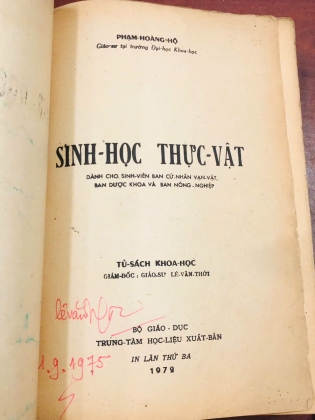 PHẠM-HOÀNG-HỘ
Giáo-sư tại trường Đại-học Khoa-học
SINH-HỌC THỰC-VẬT
DÀNH CHO SINH-VIÊN BAN CỬ NHÂN VẠN-VẬT,
BAN DƯỢC KHOA VÀ BAN NÔNG-NGHIỆP
TỦ-SÁCH KHOA-HỌC
GIÁM-ĐỐC : GIÁO-SƯ LÊ-VĂN-THỚI
BỘ GIÁO-DỤC
TRUNG-TÂM HỌC-LIỆU XUẤT-BẢN
IN LẦN THỨ BA
1972
1.9.1975